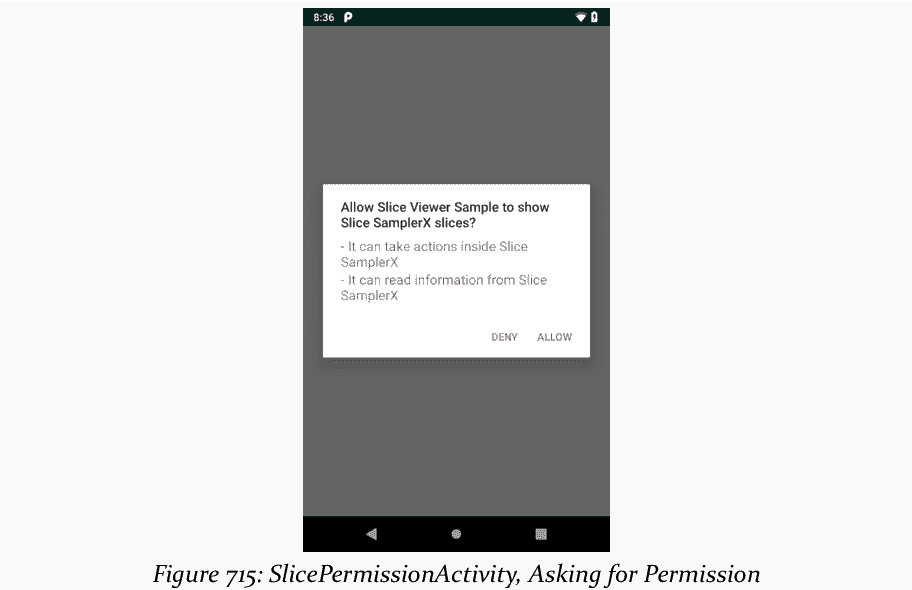 8:36
Allow Slice Viewer Sample to show
Slice SamplerX slices?
- It can take actions inside Slice
SamplerX
- It can read information from Slice
SamplerX
DENY ALLOW
Figure 715: SlicePermissionActivity, Asking for Permission